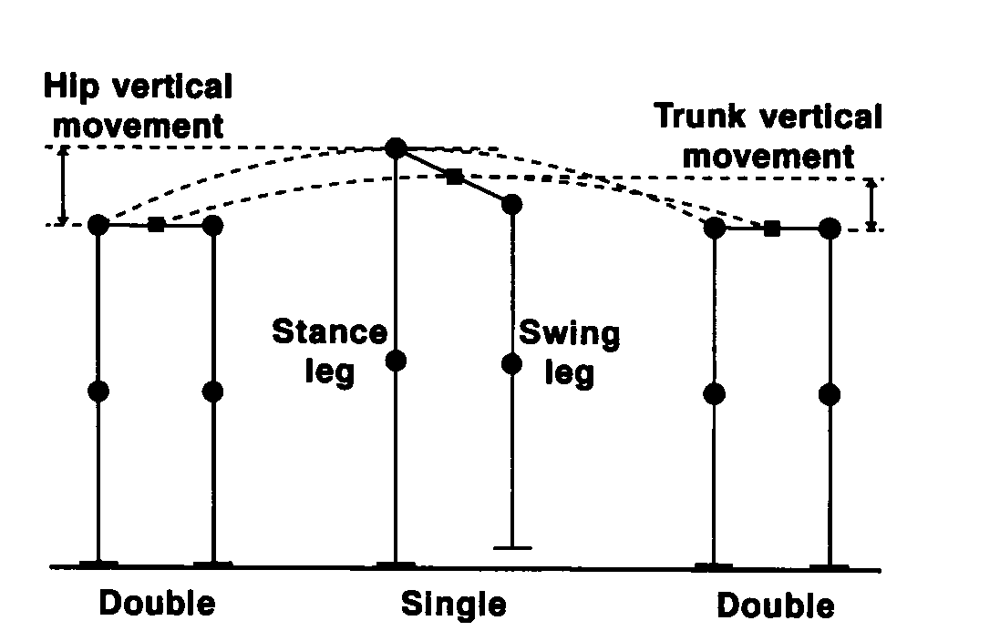 Hip vertical
movement
Trunk vertical
movement
Stance
leg
Swing
leg
Double
Single
Double